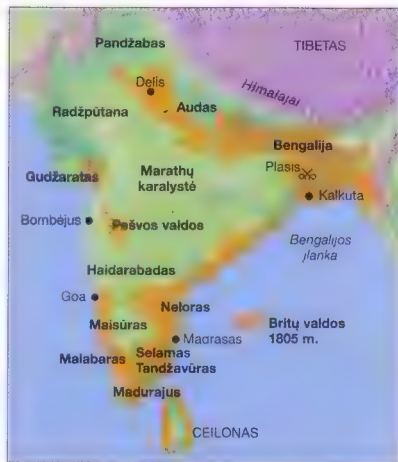 Pandžabas
TIBETAS
Delis
Himalajai
Radžpūtana
Audas
Bengalija
Plasis
Gudžaratas
Marathų
karalystė
Kalkuta
Bombėjus
Pešvos valdos
Bengalijos
įlanka
Haidarabadas
Goa
Neloras
Maisūras
Britų valdos
1805 m.
Madrasas
Malabaras
Selamas
Tandžavūras
Madurajus
CEILONAS